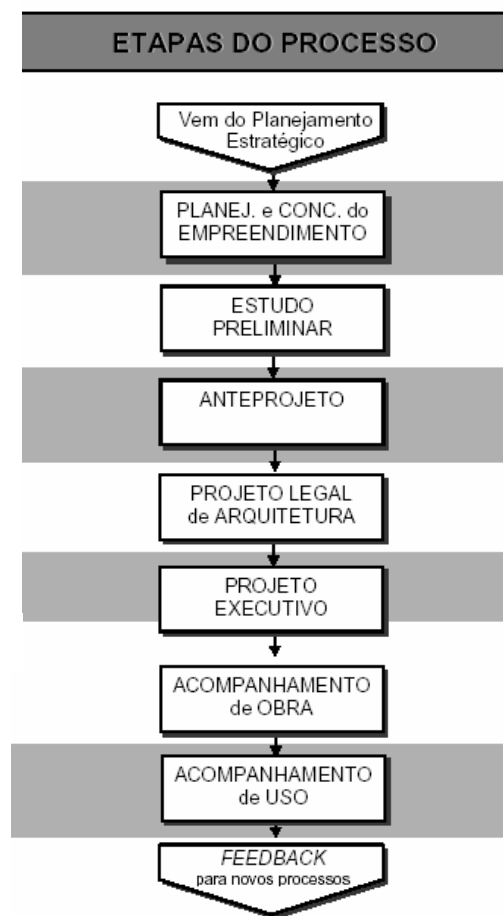 ETAPAS DO PROCESSO
Vem do Planejamento
Estratégico
PLANEJ. e CONC. do
EMPREENDIMENTO
ESTUDO
PRELIMINAR
ANTEPROJETO
PROJETO LEGAL
de ARQUITETURA
PROJETO
EXECUTIVO
ACOMPANHAMENTO
de OBRA
ACOMPANHAMENTO
de USO
FEEDBACK
para novos processos